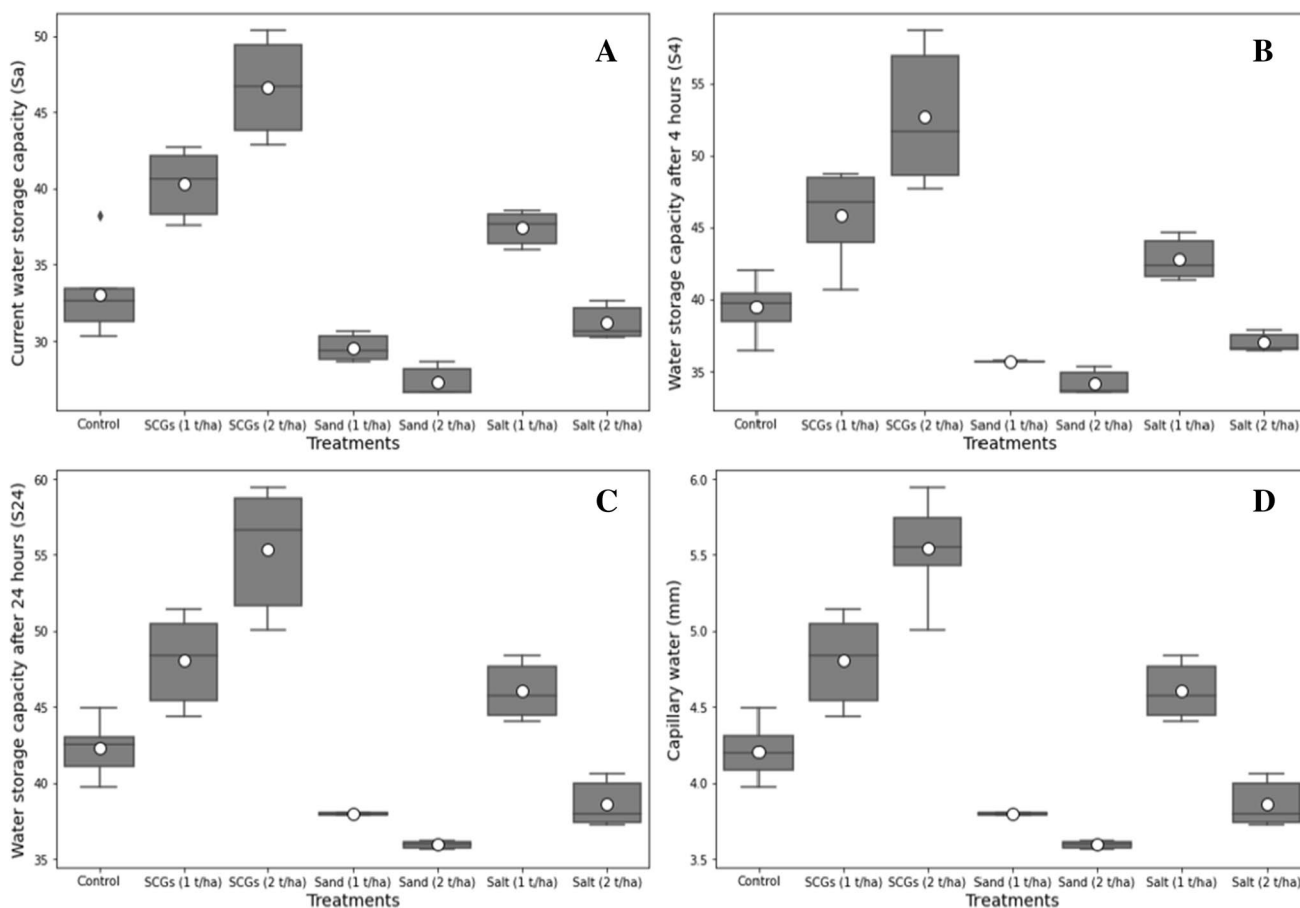 A
Current water storage capacity (Sa)
50
45
40
35
30
Control SCGs (1 t/ha) SCGs (2 t/ha) Sand (1 t/ha) Sand (2 t/ha) Salt (1 t/ha) Salt (2 t/ha)
Treatments
B
Water storage capacity after 4 hours (S4)
55
50
45
40
35
Control SCGs (1 t/ha) SCGs (2 t/ha) Sand (1 t/ha) Sand (2 t/ha) Salt (1 t/ha) Salt (2 t/ha)
Treatments
C
Water storage capacity after 24 hours (S24)
60
55
50
45
40
35
Control SCGs (1 t/ha) SCGs (2 t/ha) Sand (1 t/ha) Sand (2 t/ha) Salt (1 t/ha) Salt (2 t/ha)
Treatments
D
Capillary water (mm)
6.0
5.5
5.0
4.5
4.0
3.5
Control SCGs (1 t/ha) SCGs (2 t/ha) Sand (1 t/ha) Sand (2 t/ha) Salt (1 t/ha) Salt (2 t/ha)
Treatments